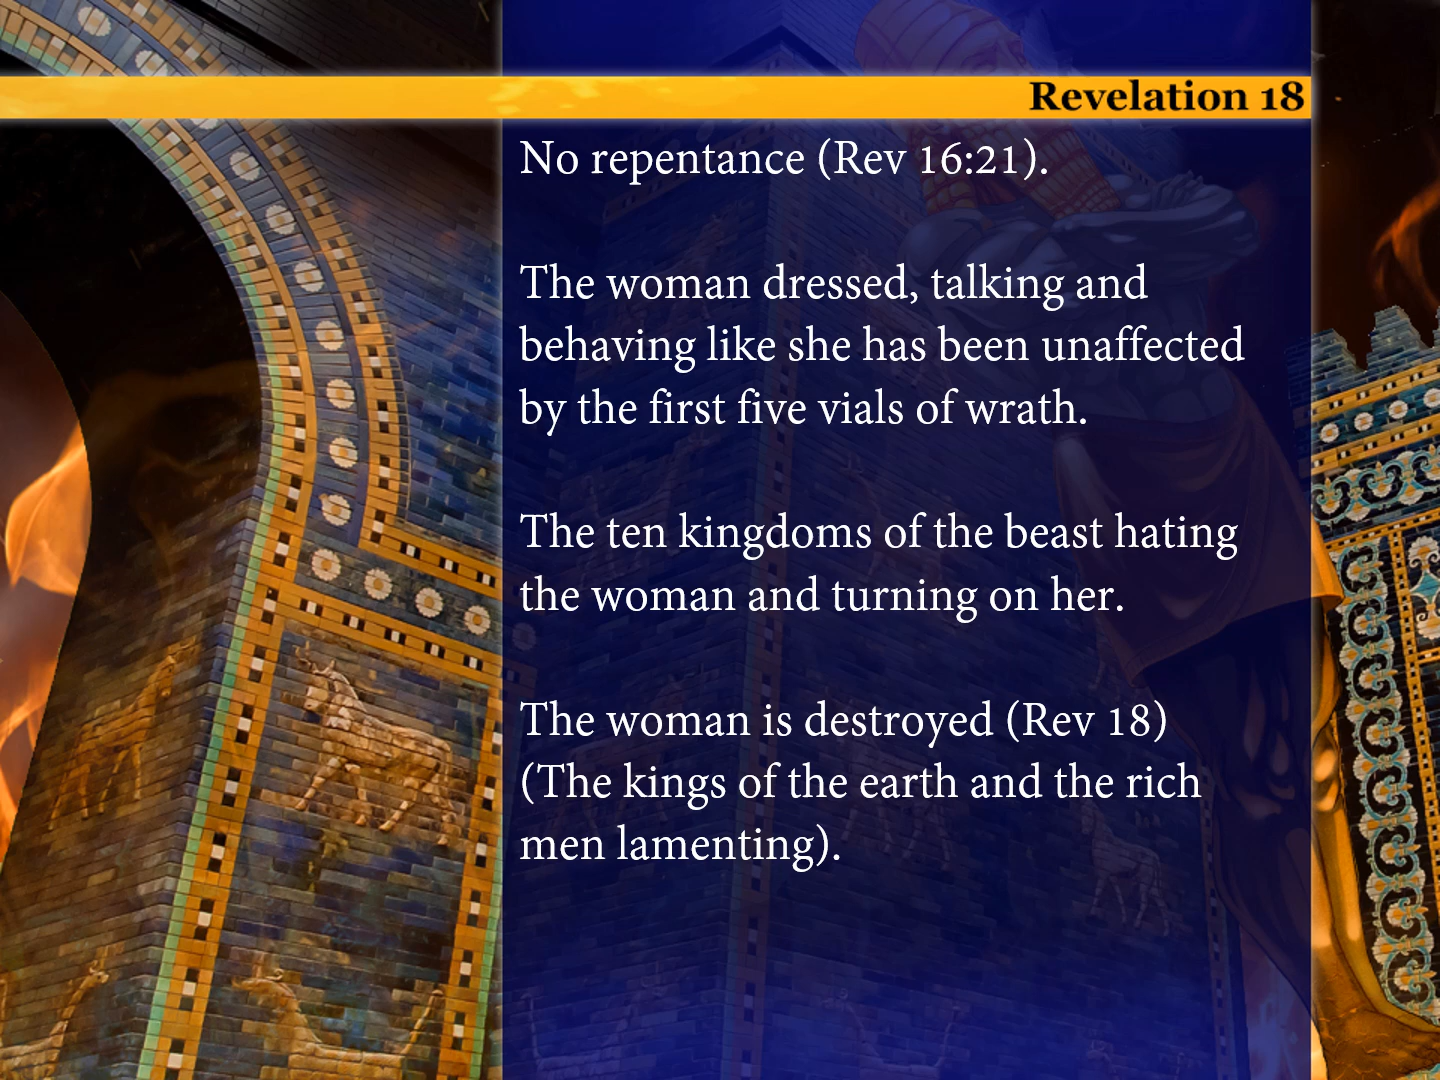 Revelation 18
No repentance (Rev 16:21).
The woman dressed, talking and
behaving like she has been unaffected
by the first five vials of wrath.
The ten kingdoms of the beast hating
the woman and turning on her.
The woman is destroyed (Rev 18)
(The kings of the earth and the rich
men lamenting).